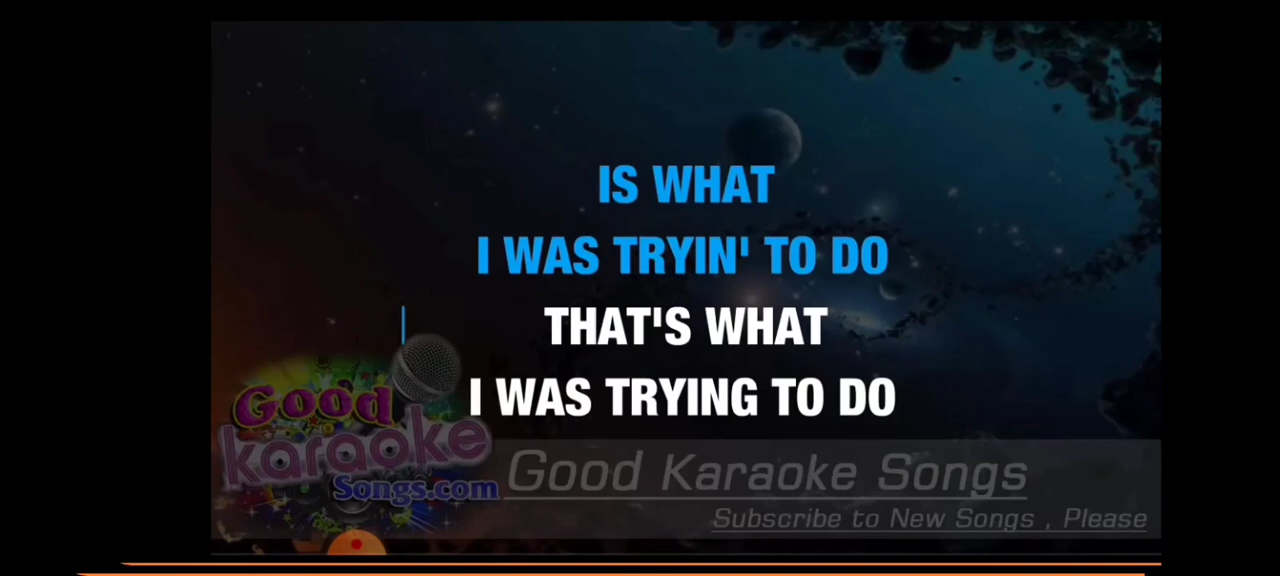 IS WHAT
I WAS TRYIN' TO DO
THAT'S WHAT
I WAS TRYING TO DO
Good
karaoke
Songs.com
Good Karaoke Songs
Subscribe to New Songs , Please